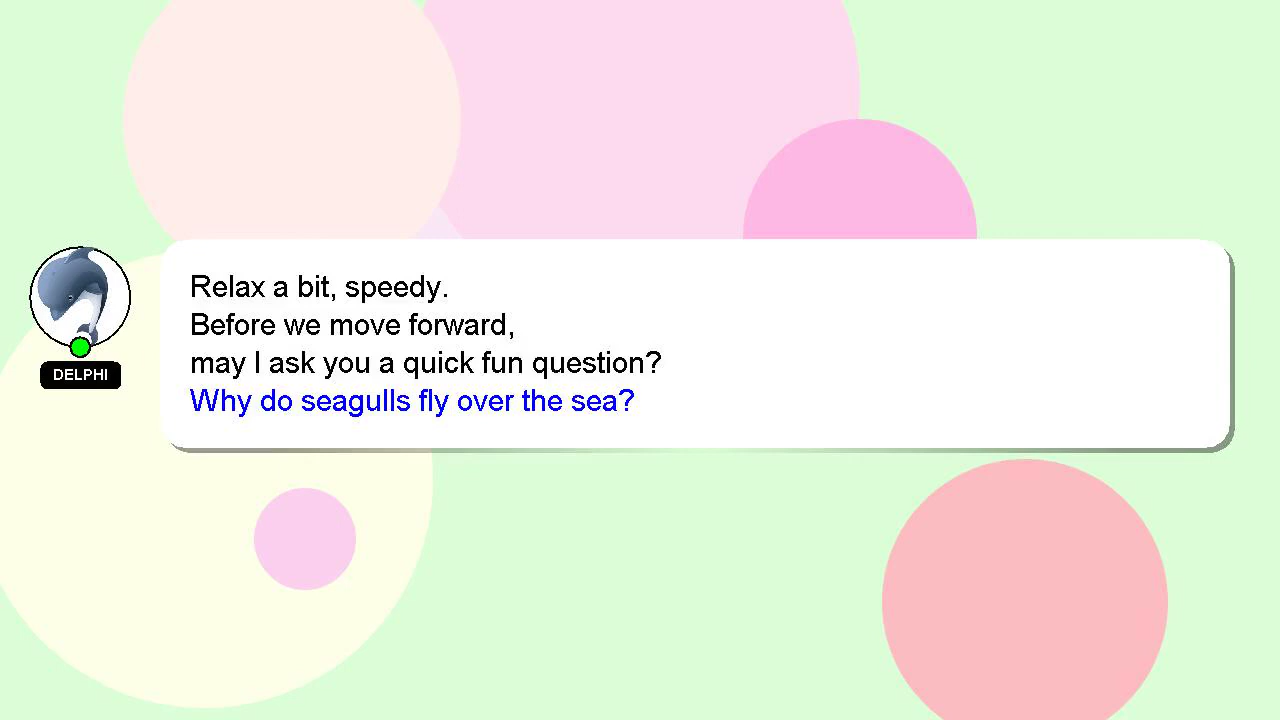 Relax a bit, speedy.
Before we move forward,
may I ask you a quick fun question?
Why do seagulls fly over the sea?
DELPHI